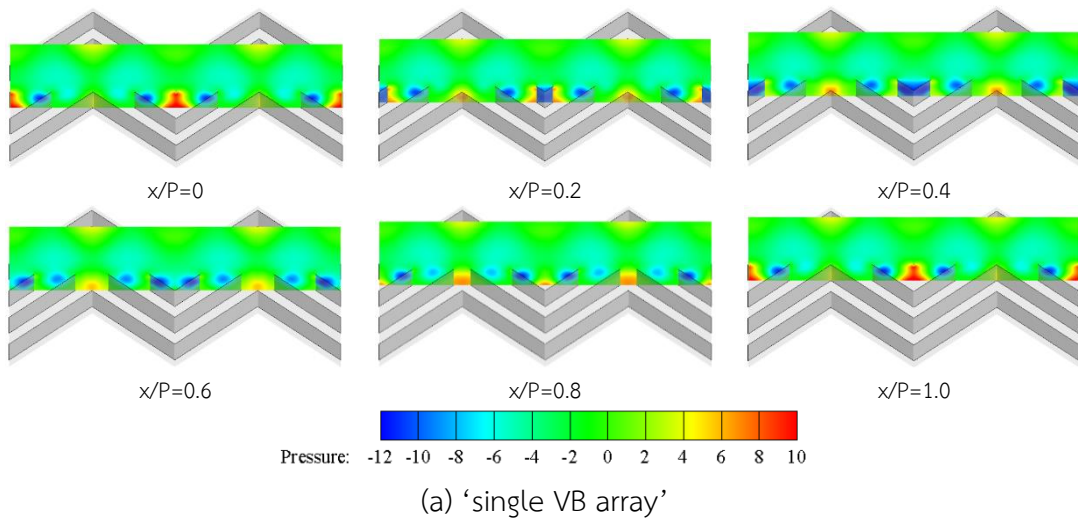 x/P=0 x/P=0.2 x/P=0.4
x/P=0.6 x/P=0.8 x/P=1.0
Pressure: -12 -10 -8 -6 -4 -2 0 2 4 6 8 10
(a) ‘single VB array’